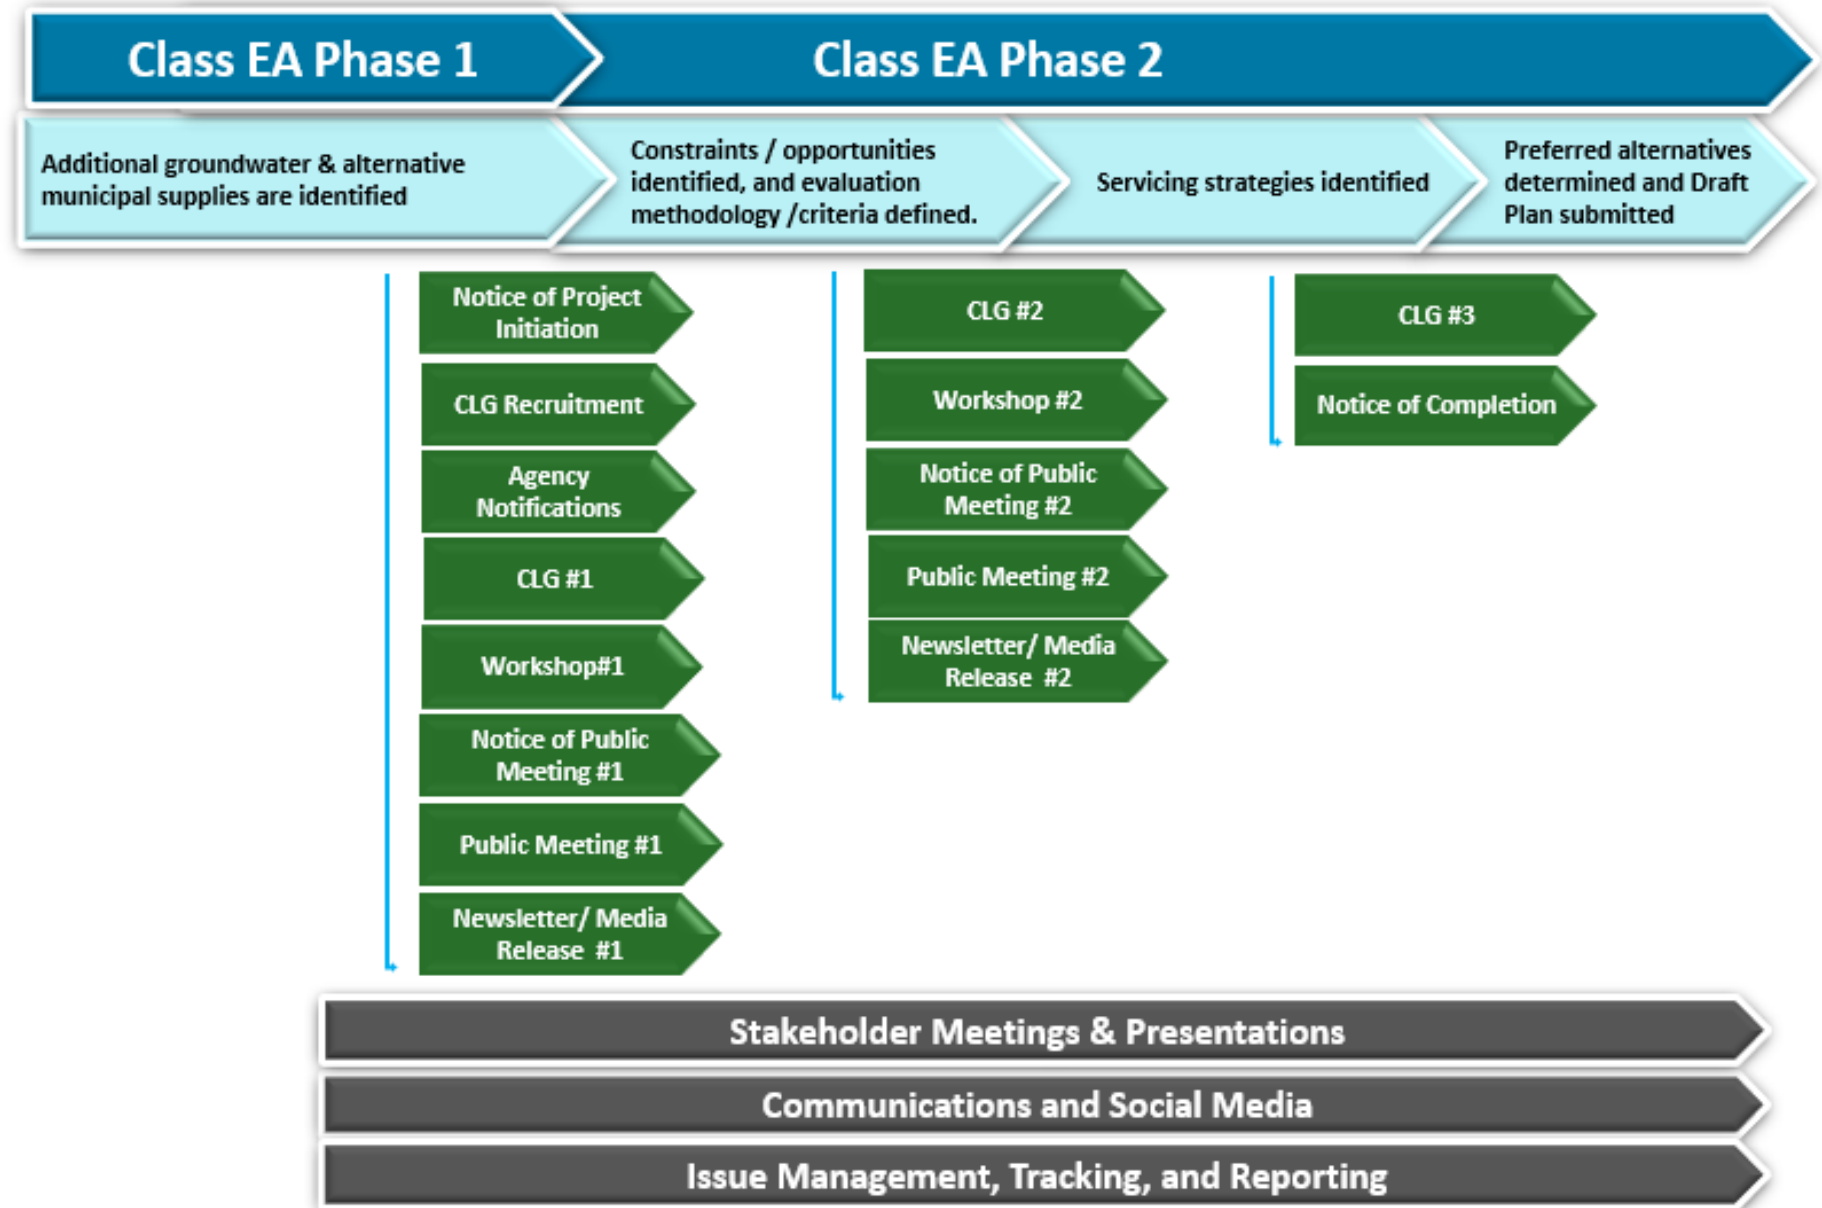 Class EA Phase 1
Class EA Phase 2
Additional groundwater & alternative
municipal supplies are identified
Constraints / opportunities
identified, and evaluation
methodology /criteria defined.
Servicing strategies identified
Preferred alternatives
determined and Draft
Plan submitted
Notice of Project
Initiation
CLG Recruitment
Agency
Notifications
CLG #1
Workshop#1
Notice of Public
Meeting #1
Public Meeting #1
Newsletter/ Media
Release  #1
CLG #2
Workshop #2
Notice of Public
Meeting #2
Public Meeting #2
Newsletter/ Media
Release  #2
CLG #3
Notice of Completion
Stakeholder Meetings & Presentations
Communications and Social Media
Issue Management, Tracking, and Reporting